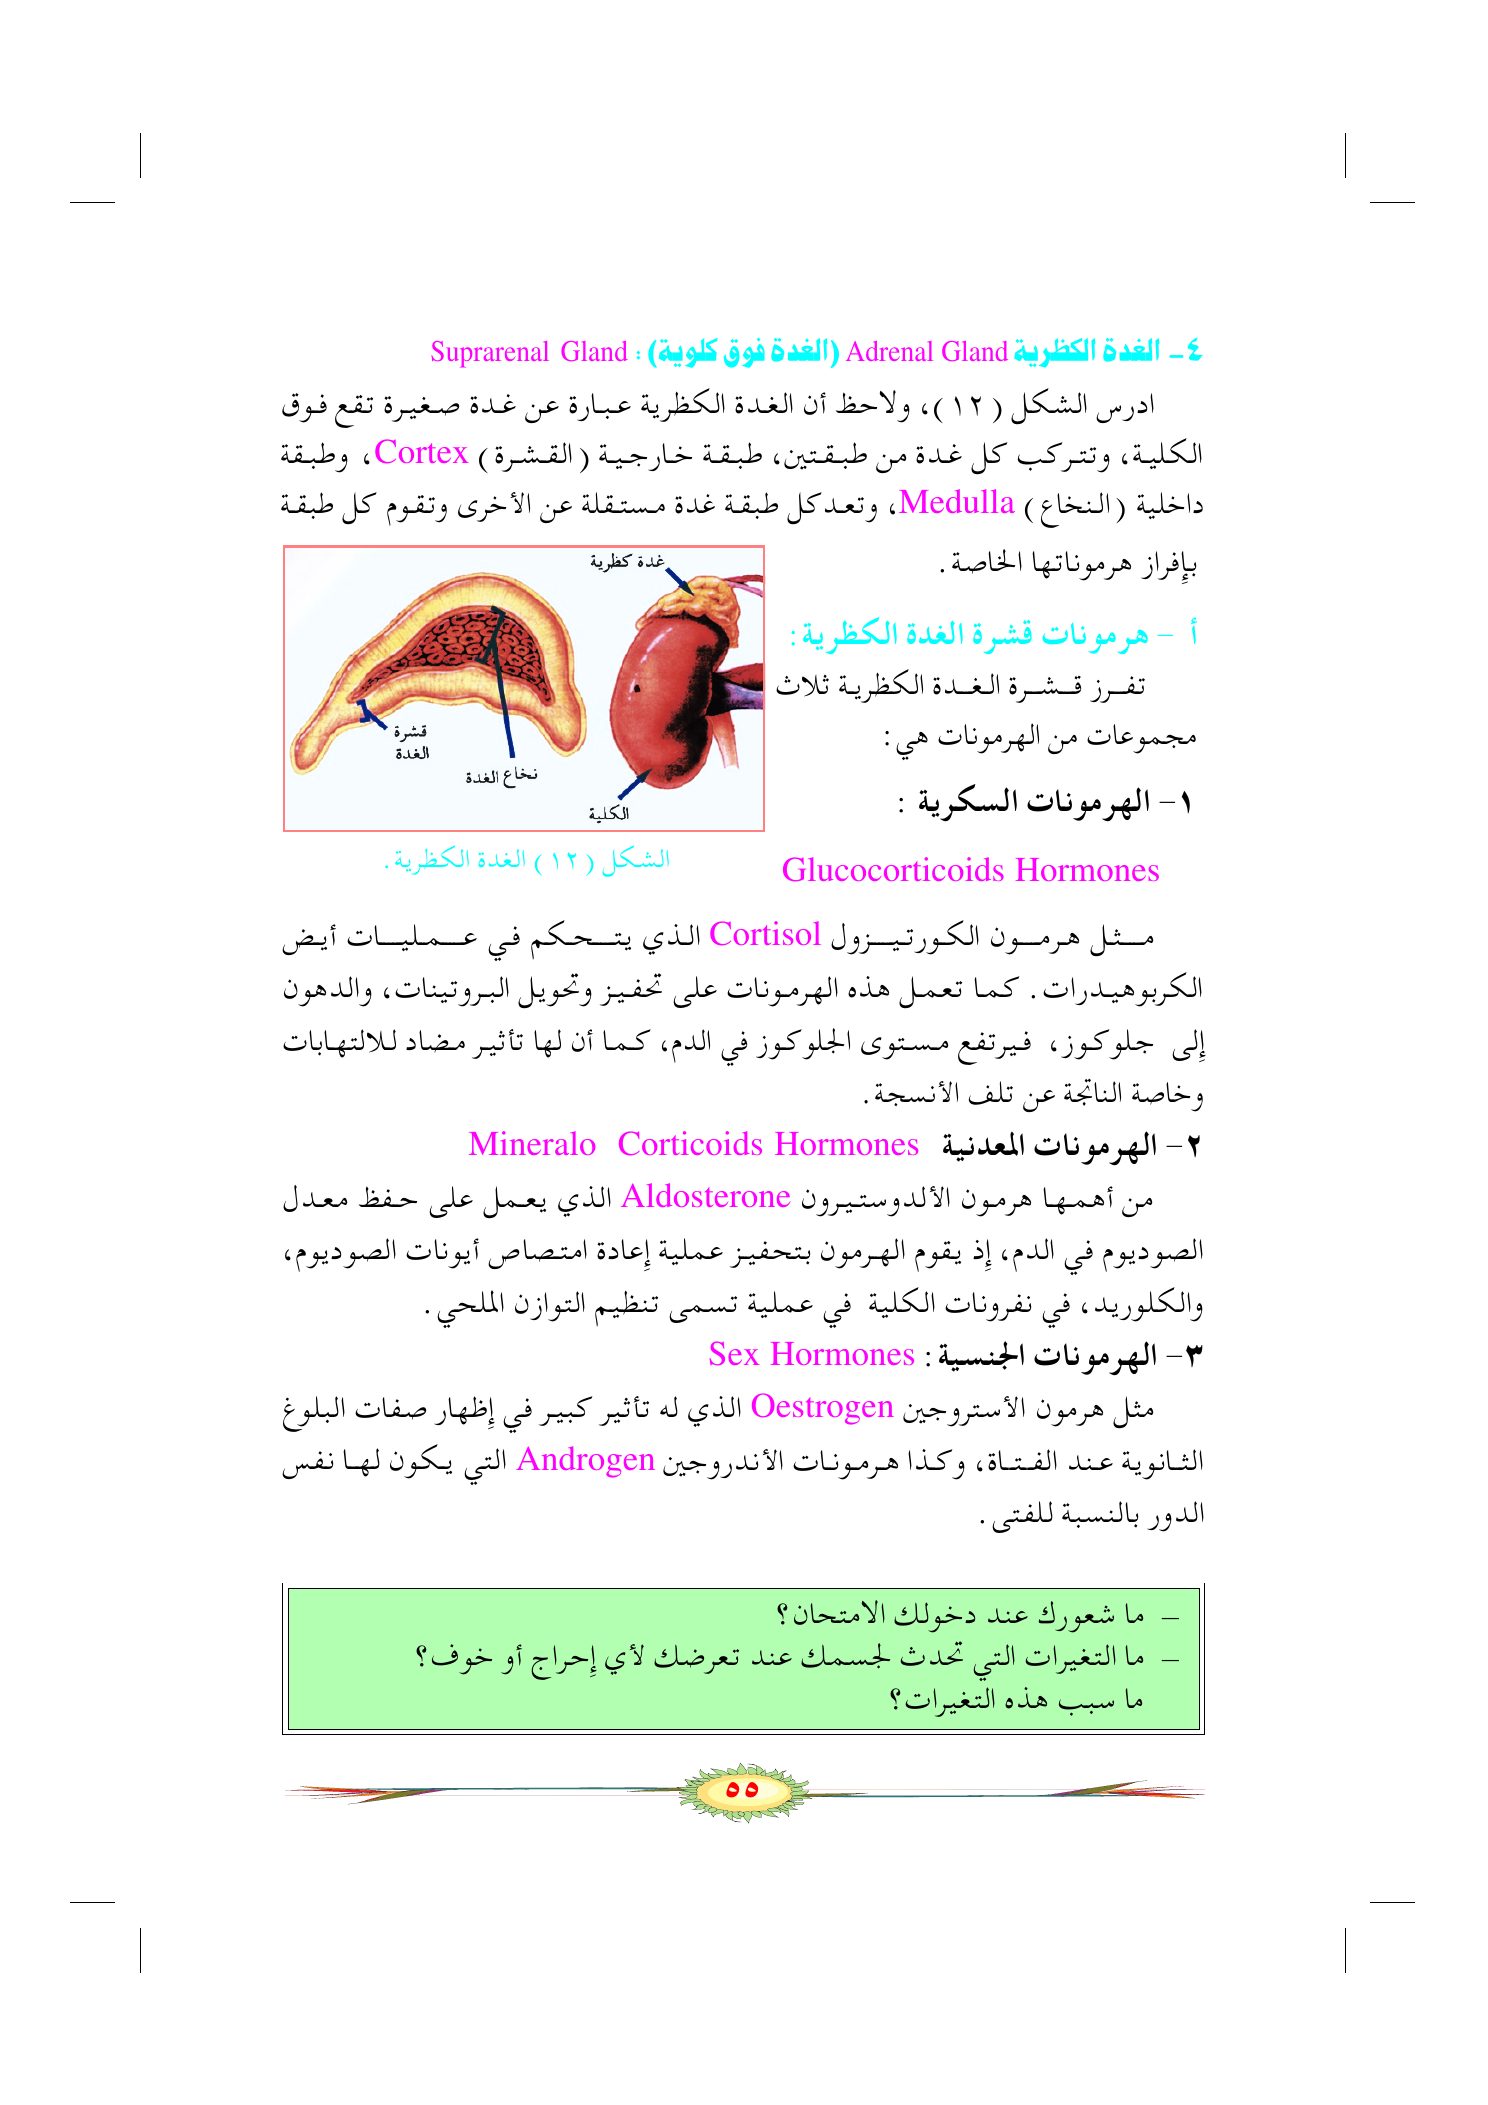 ٤- الغدة الكظرية Adrenal Gland (الغدة فوق كلوية) : Suprarenal Gland
ادرس الشكل (١٢)، ولاحظ أن الغدة الكظرية عبارة عن غدة صغيرة تقع فوق
الكلية، وتتركب كل غدة من طبقتين، طبقة خارجية (القشرة) Cortex، وطبقة
داخلية (النخاع) Medulla، وتعدكل طبقة غدة مستقلة عن الأخرى وتقوم كل طبقة
بإفراز هرموناتها الخاصة.
أ - هرمونات قشرة الغدة الكظرية:
تفرز قشرة الغدة الكظرية ثلاث
مجموعات من الهرمونات هي:
١- الهرمونات السكرية :
Glucocorticoids Hormones
غدة كظرية
قشرة
الغدة
نخاع الغدة
الكلية
الشكل (١٢) الغدة الكظرية.
مثل هرمون الكورتيزول Cortisol الذي يتحكم في عمليات أيض
الكربوهيدرات. كما تعمل هذه الهرمونات على تحفيز وتحويل البروتينات، والدهون
إلى جلوكوز، فيرتفع مستوى الجلوكوز في الدم، كما أن لها تأثير مضاد للالتهابات
وخاصة الناتجة عن تلف الأنسجة.
٢- الهرمونات المعدنية Mineralo Corticoids Hormones
من أهمها هرمون الألدوستيرون Aldosterone الذي يعمل على حفظ معدل
الصوديوم في الدم، إذ يقوم الهرمون بتحفيز عملية إعادة امتصاص أيونات الصوديوم،
والكلوريد، في نفرونات الكلية في عملية تسمى تنظيم التوازن الملحي.
٣- الهرمونات الجنسية: Sex Hormones
مثل هرمون الأستروجين Oestrogen الذي له تأثير كبير في إظهار صفات البلوغ
الثانوية عند الفتاة، وكذا هرمونات الأندروجين Androgen التي يكون لها نفس
الدور بالنسبة للفتى.
- ما شعورك عند دخولك الامتحان؟
- ما التغيرات التي تحدث لجسمك عند تعرضك لأي إحراج أو خوف؟
ما سبب هذه التغيرات؟
٥٥